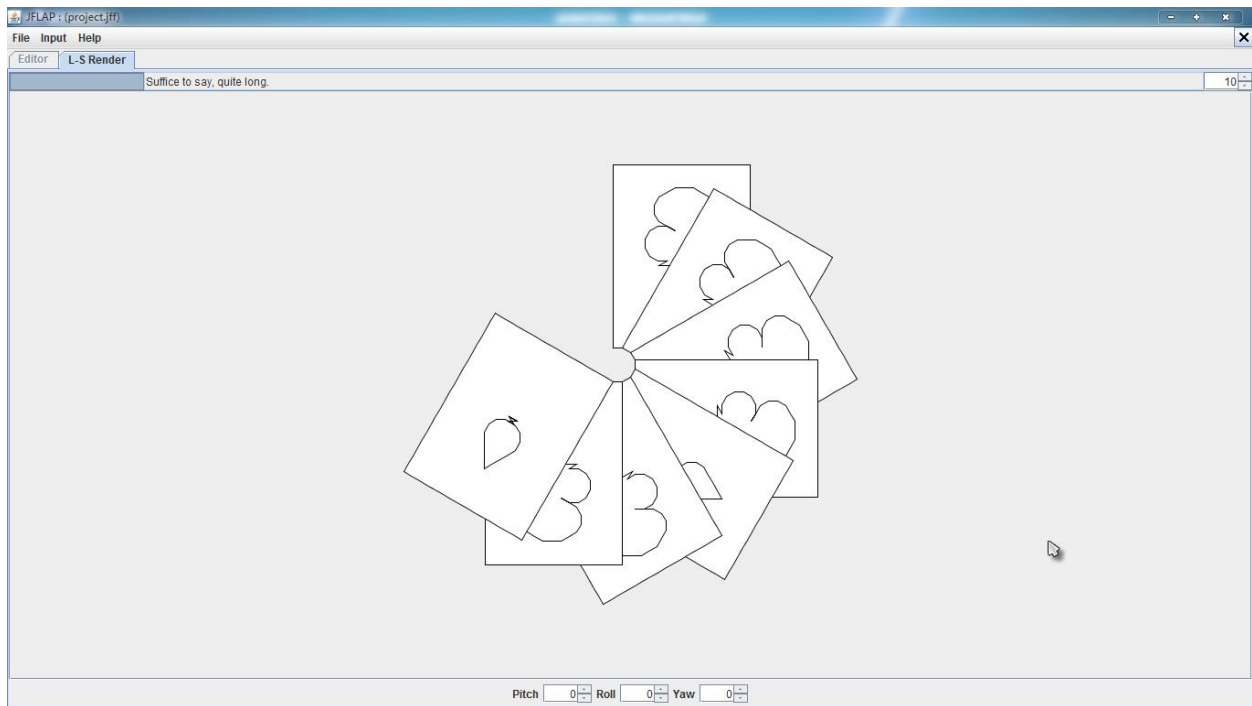 JFLAP : (project.jff)
File Input Help
Editor L-S Render
Suffice to say, quite long. 10
Pitch 0 Roll 0 Yaw 0